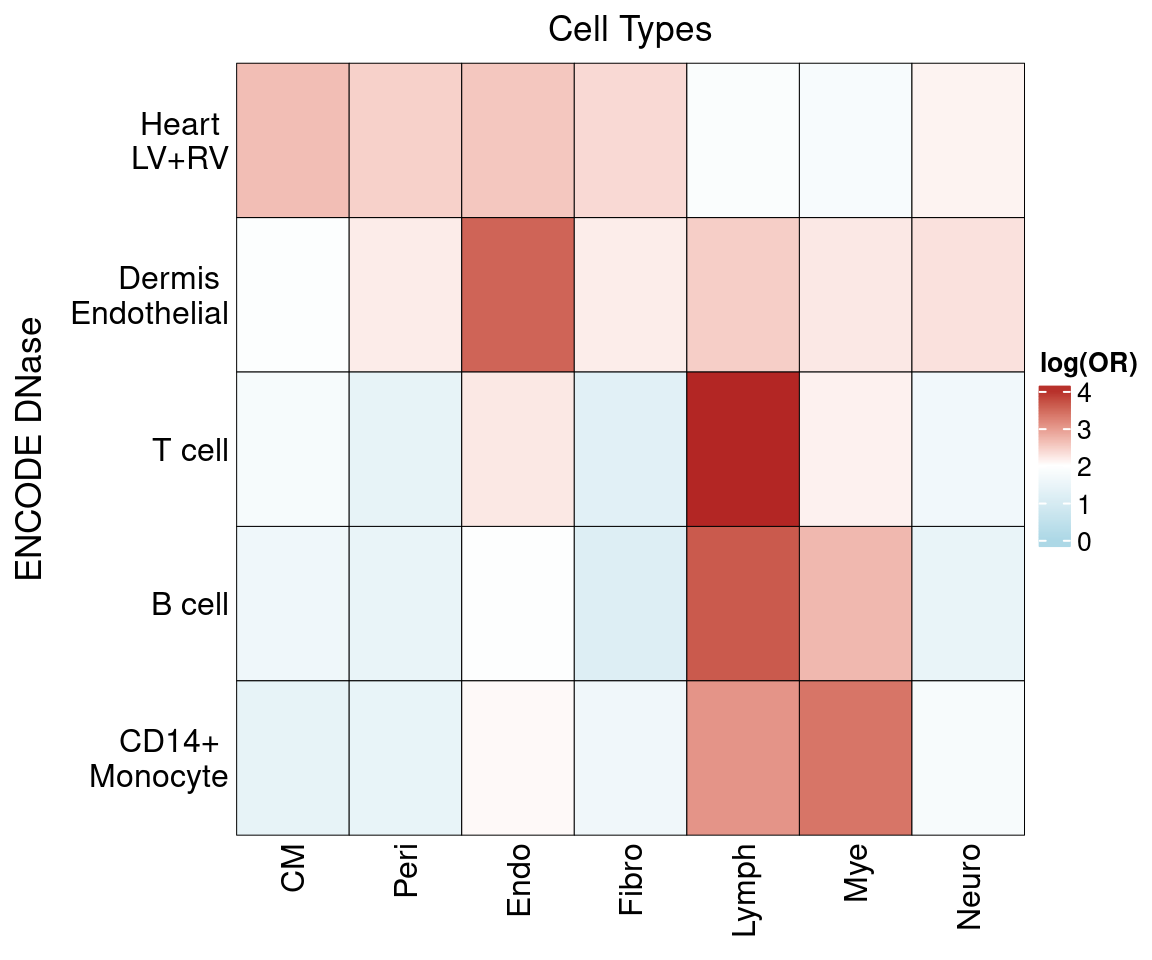 Cell Types
Heart
LV+RV
Dermis
Endothelial
T cell
B cell
CD14+
Monocyte
ENCODE DNase
log(OR)
4
3
2
1
0
CM
Peri
Endo
Fibro
Lymph
Mye
Neuro